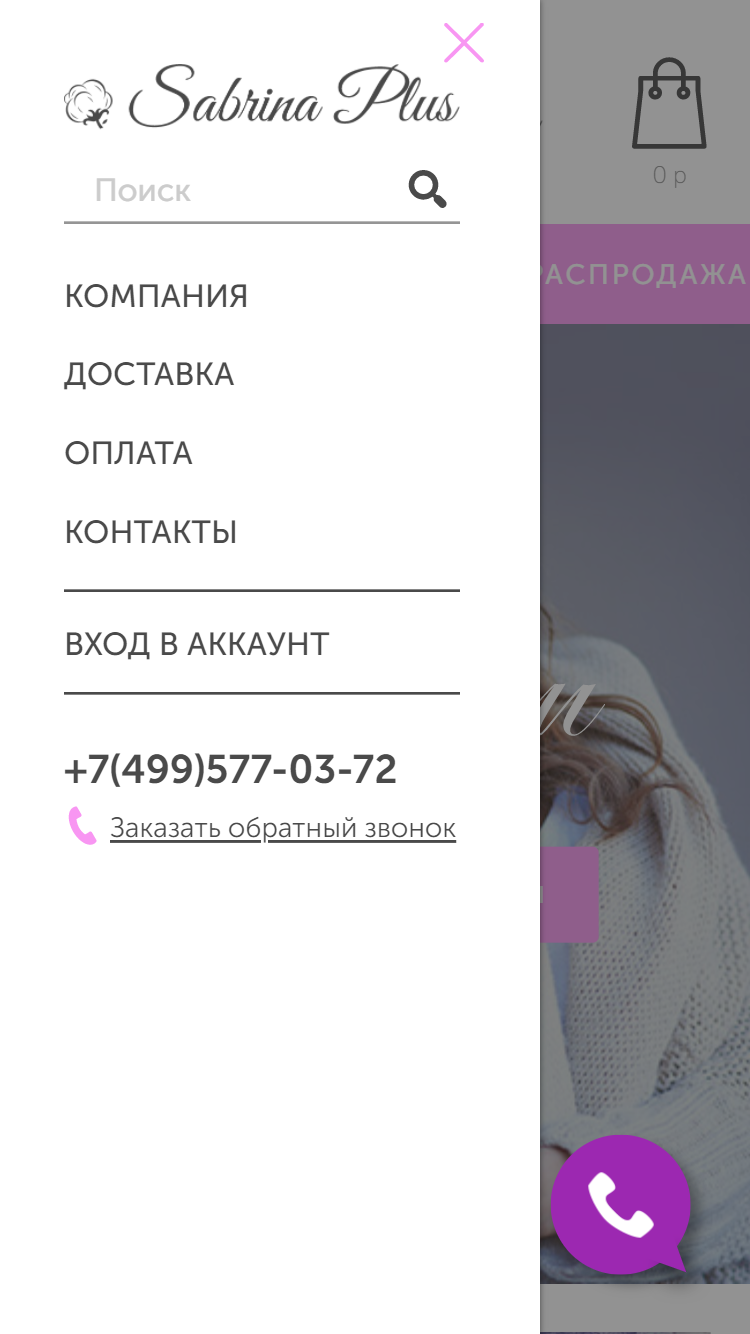 Sabrina Plus
Поиск
0 р
РАСПРОДАЖА
КОМПАНИЯ
ДОСТАВКА
ОПЛАТА
КОНТАКТЫ
ВХОД В АККАУНТ
+7(499)577-03-72
Заказать обратный звонок